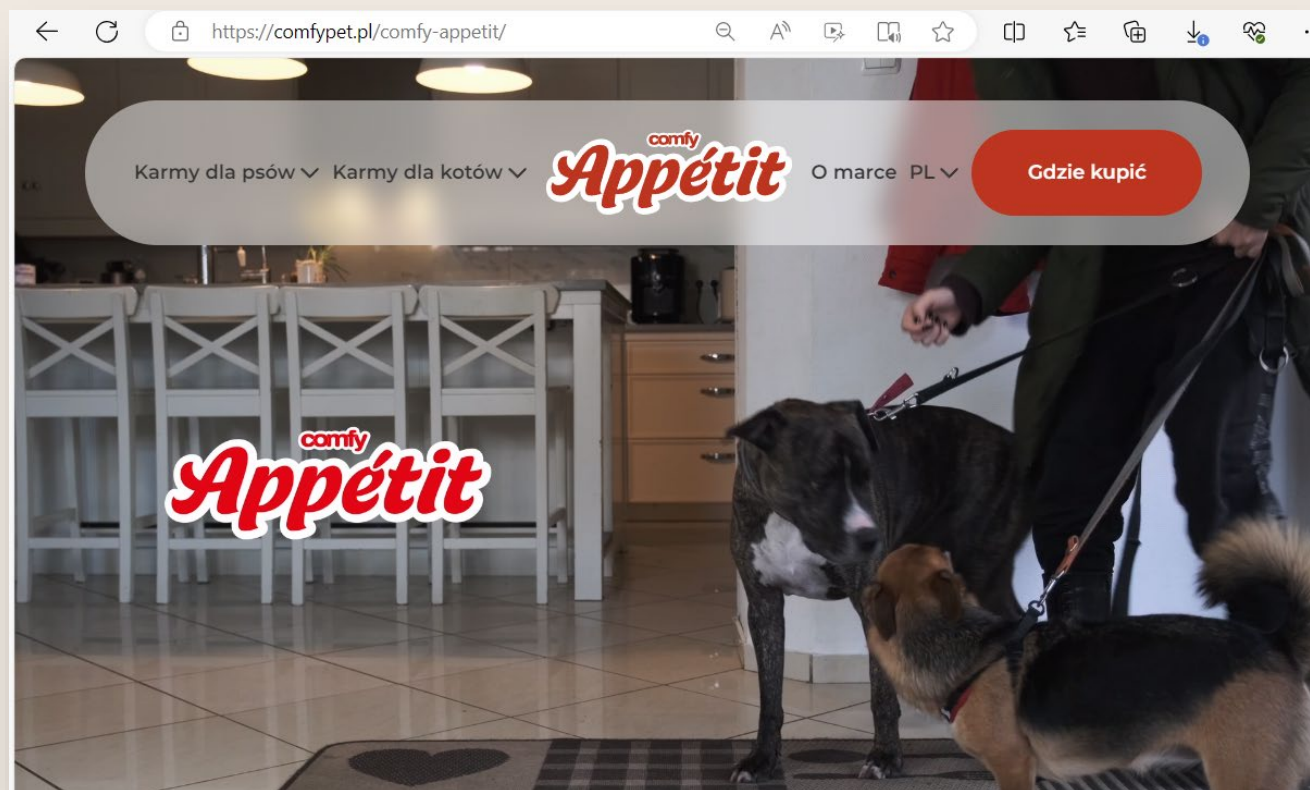 https://comfypet.pl/comfy-appetit/
Karmy dla psów Karmy dla kotów comfy Appétit O marce PL Gdzie kupić
comfy
Appétit